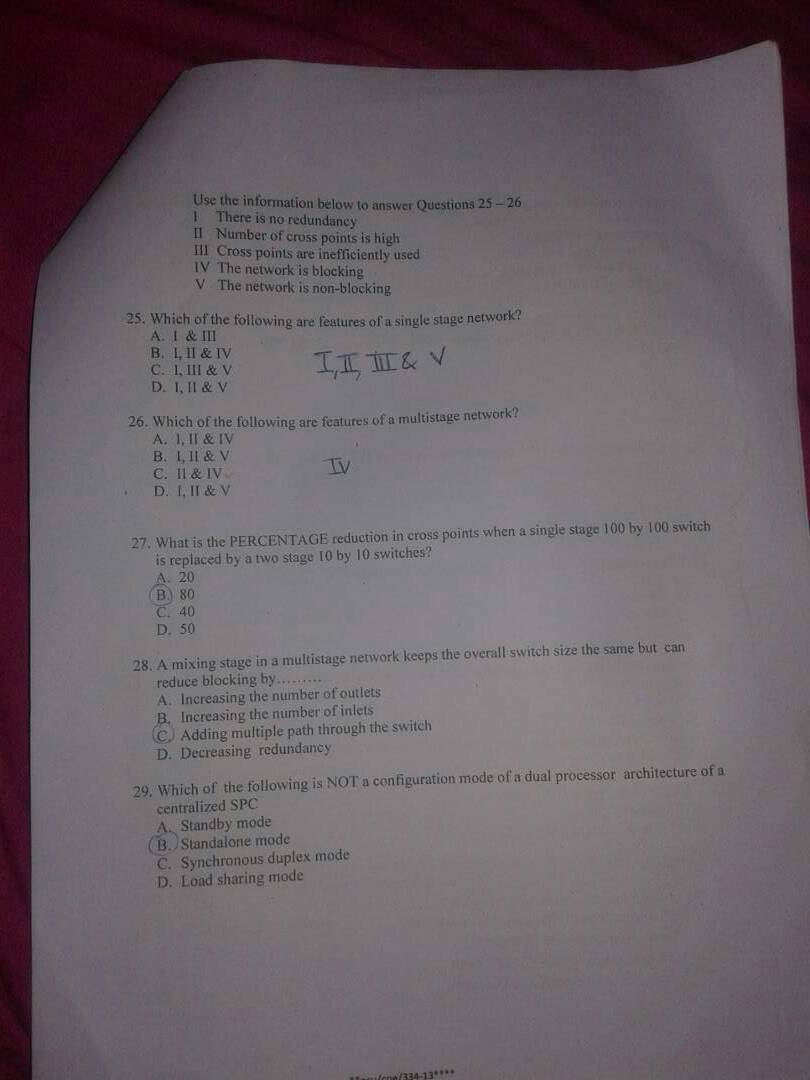 Use the information below to answer Questions 25 – 26
I There is no redundancy
II Number of cross points is high
III Cross points are inefficiently used
IV The network is blocking
V The network is non-blocking
25. Which of the following are features of a single stage network?
A. I & III
B. I, II & IV
C. I, III & V
D. I, II & V
I, II, III & V
26. Which of the following are features of a multistage network?
A. I, II & IV
B. I, II & V
C. II & IV
D. I, II & V
IV
27. What is the PERCENTAGE reduction in cross points when a single stage 100 by 100 switch
is replaced by a two stage 10 by 10 switches?
A. 20
B. 80
C. 40
D. 50
28. A mixing stage in a multistage network keeps the overall switch size the same but can
reduce blocking by.........
A. Increasing the number of outlets
B. Increasing the number of inlets
C. Adding multiple path through the switch
D. Decreasing redundancy
29. Which of the following is NOT a configuration mode of a dual processor architecture of a
centralized SPC
A. Standby mode
B. Standalone mode
C. Synchronous duplex mode
D. Load sharing mode